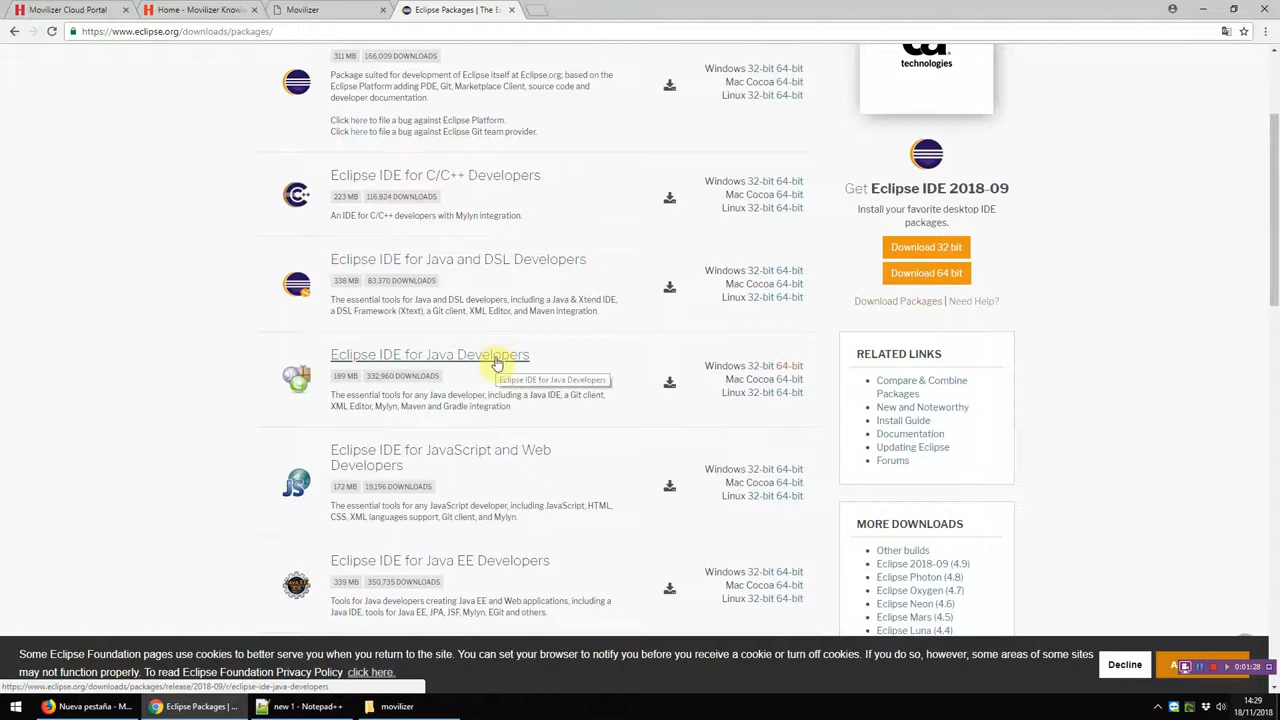 Movilizer Cloud Portal
Home - Movilizer Knowle
Movilizer
Eclipse Packages | The E
https://www.eclipse.org/downloads/packages/
311 MB 166,009 DOWNLOADS
Package suited for development of Eclipse itself at Eclipse.org; based on the
Eclipse Platform adding PDE, Git, Marketplace Client, source code and
developer documentation.
Click here to file a bug against Eclipse Platform.
Click here to file a bug against Eclipse Git team provider.
Windows 32-bit 64-bit
Mac Cocoa 64-bit
Linux 32-bit 64-bit
Eclipse IDE for C/C++ Developers
223 MB 116,824 DOWNLOADS
An IDE for C/C++ developers with Mylyn integration.
Windows 32-bit 64-bit
Mac Cocoa 64-bit
Linux 32-bit 64-bit
Eclipse IDE for Java and DSL Developers
338 MB 83,370 DOWNLOADS
The essential tools for Java and DSL developers, including a Java & Xtend IDE,
a DSL Framework (Xtext), a Git client, XML Editor, and Maven integration.
Windows 32-bit 64-bit
Mac Cocoa 64-bit
Linux 32-bit 64-bit
Eclipse IDE for Java Developers
189 MB 332,960 DOWNLOADS
Eclipse IDE for Java Developers
The essential tools for any Java developer, including a Java IDE, a Git client,
XML Editor, Mylyn, Maven and Gradle integration
Windows 32-bit 64-bit
Mac Cocoa 64-bit
Linux 32-bit 64-bit
Eclipse IDE for JavaScript and Web
Developers
172 MB 19,196 DOWNLOADS
The essential tools for any JavaScript developer, including JavaScript, HTML,
CSS, XML languages support, Git client, and Mylyn.
Windows 32-bit 64-bit
Mac Cocoa 64-bit
Linux 32-bit 64-bit
JS
Eclipse IDE for Java EE Developers
339 MB 350,735 DOWNLOADS
Tools for Java developers creating Java EE and Web applications, including a
Java IDE, tools for Java EE, JPA, JSF, Mylyn, EGit and others.
Windows 32-bit 64-bit
Mac Cocoa 64-bit
Linux 32-bit 64-bit
JAVA EE
technologies
Get Eclipse IDE 2018-09
Install your favorite desktop IDE
packages.
Download 32 bit
Download 64 bit
Download Packages | Need Help?
RELATED LINKS
Compare & Combine
Packages
New and Noteworthy
Install Guide
Documentation
Updating Eclipse
Forums
MORE DOWNLOADS
Other builds
Eclipse 2018-09 (4.9)
Eclipse Photon (4.8)
Eclipse Oxygen (4.7)
Eclipse Neon (4.6)
Eclipse Mars (4.5)
Eclipse Luna (4.4)
Some Eclipse Foundation pages use cookies to better serve you when you return to the site. You can set your browser to notify you before you receive a cookie or turn off cookies. If you do so, however, some areas of some sites
may not function properly. To read Eclipse Foundation Privacy Policy click here.
Decline
0:01:28
https://www.eclipse.org/downloads/packages/release/2018-09/r/eclipse-ide-java-developers
Nueva pestaña - M...
Eclipse Packages | ...
new 1 - Notepad++
movilizer
14:29
18/11/2018